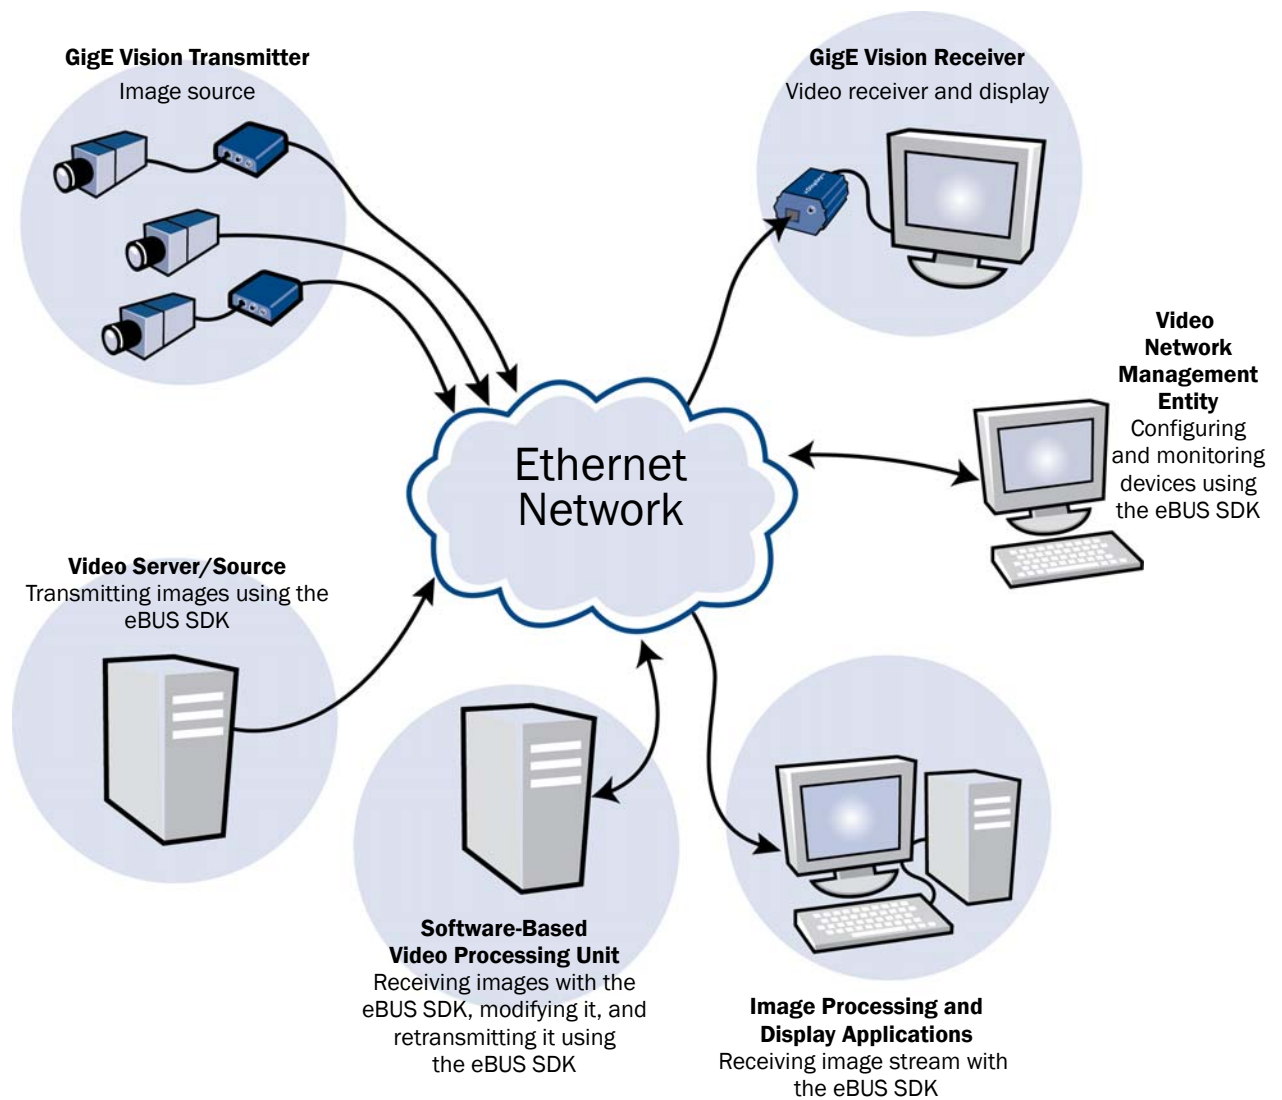 GigE Vision Transmitter
Image source
GigE Vision Receiver
Video receiver and display
Video
Network
Management
Entity
Configuring
and monitoring
devices using
the eBUS SDK
Ethernet
Network
Video Server/Source
Transmitting images using the
eBUS SDK
Software-Based
Video Processing Unit
Receiving images with the
eBUS SDK, modifying it, and
retransmitting it using
the eBUS SDK
Image Processing and
Display Applications
Receiving image stream with
the eBUS SDK